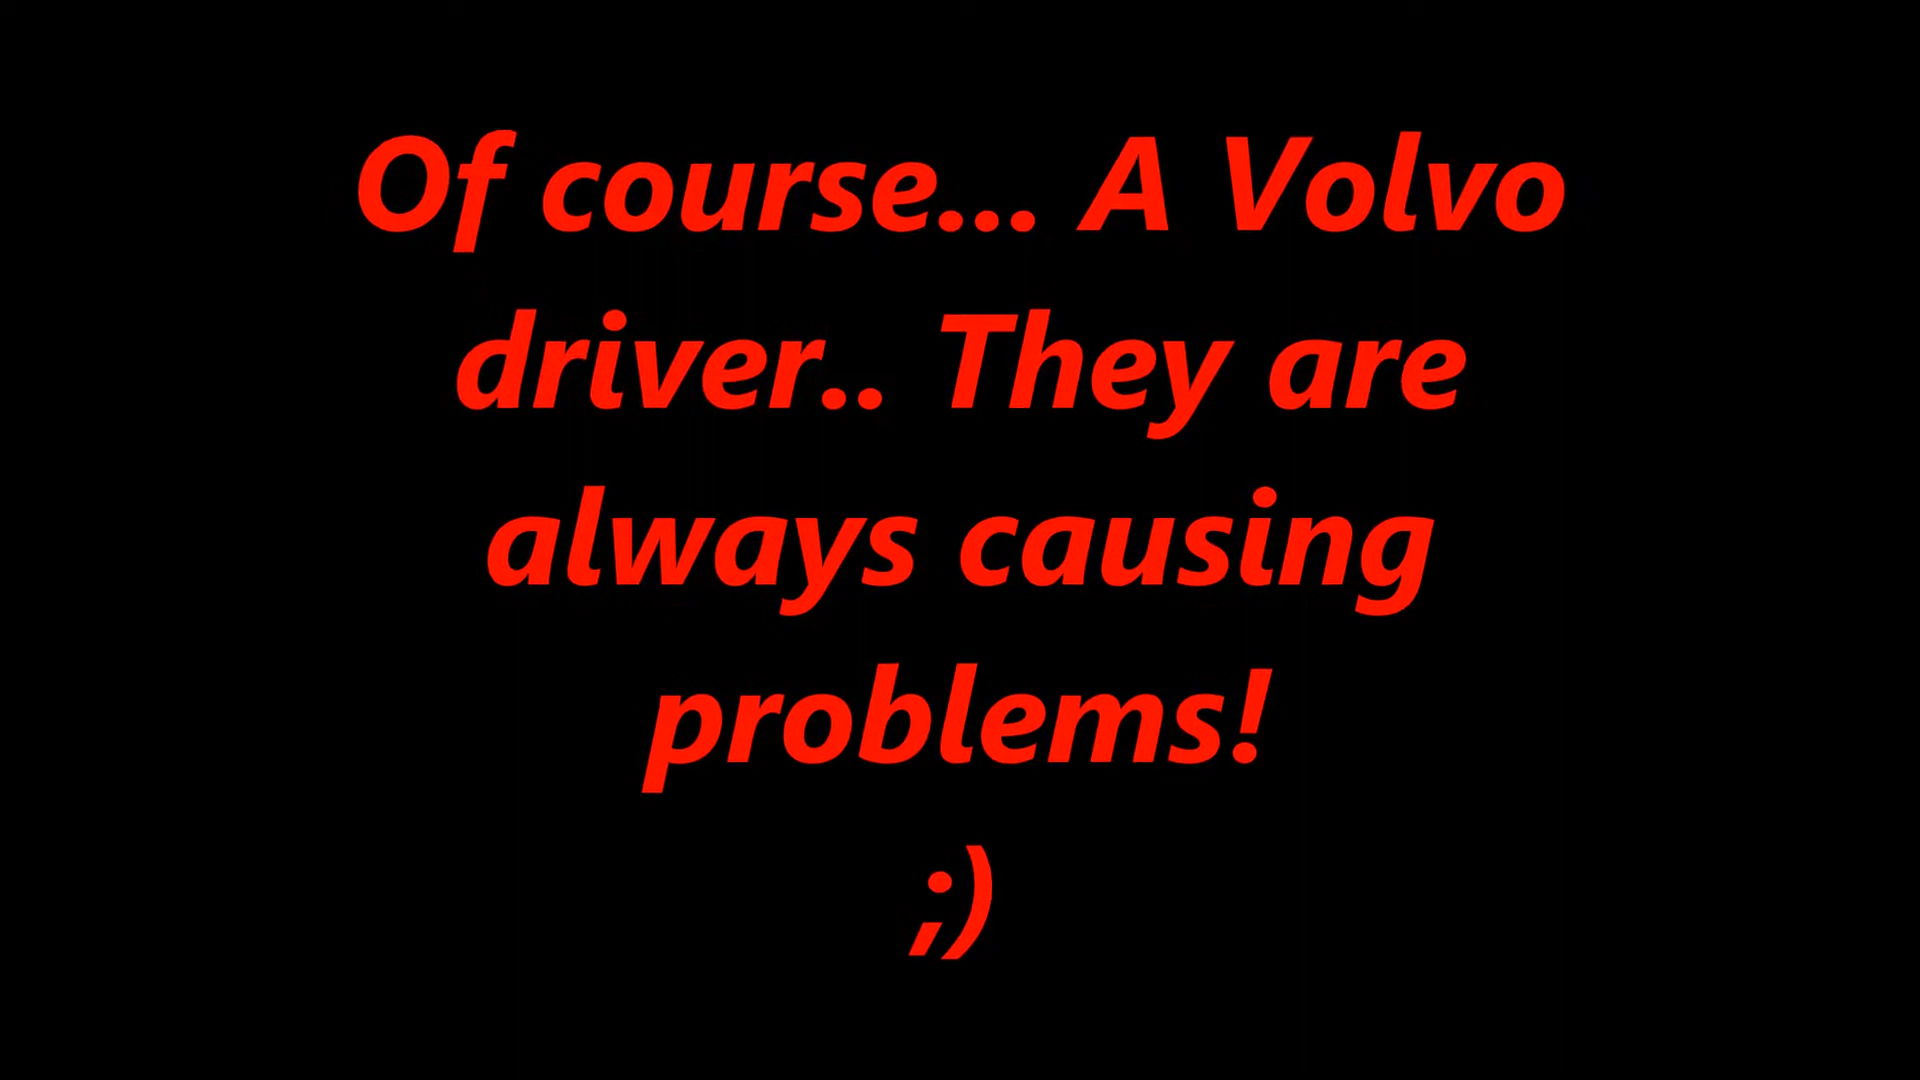 Of course... A Volvo
driver.. They are
always causing
problems!
;)